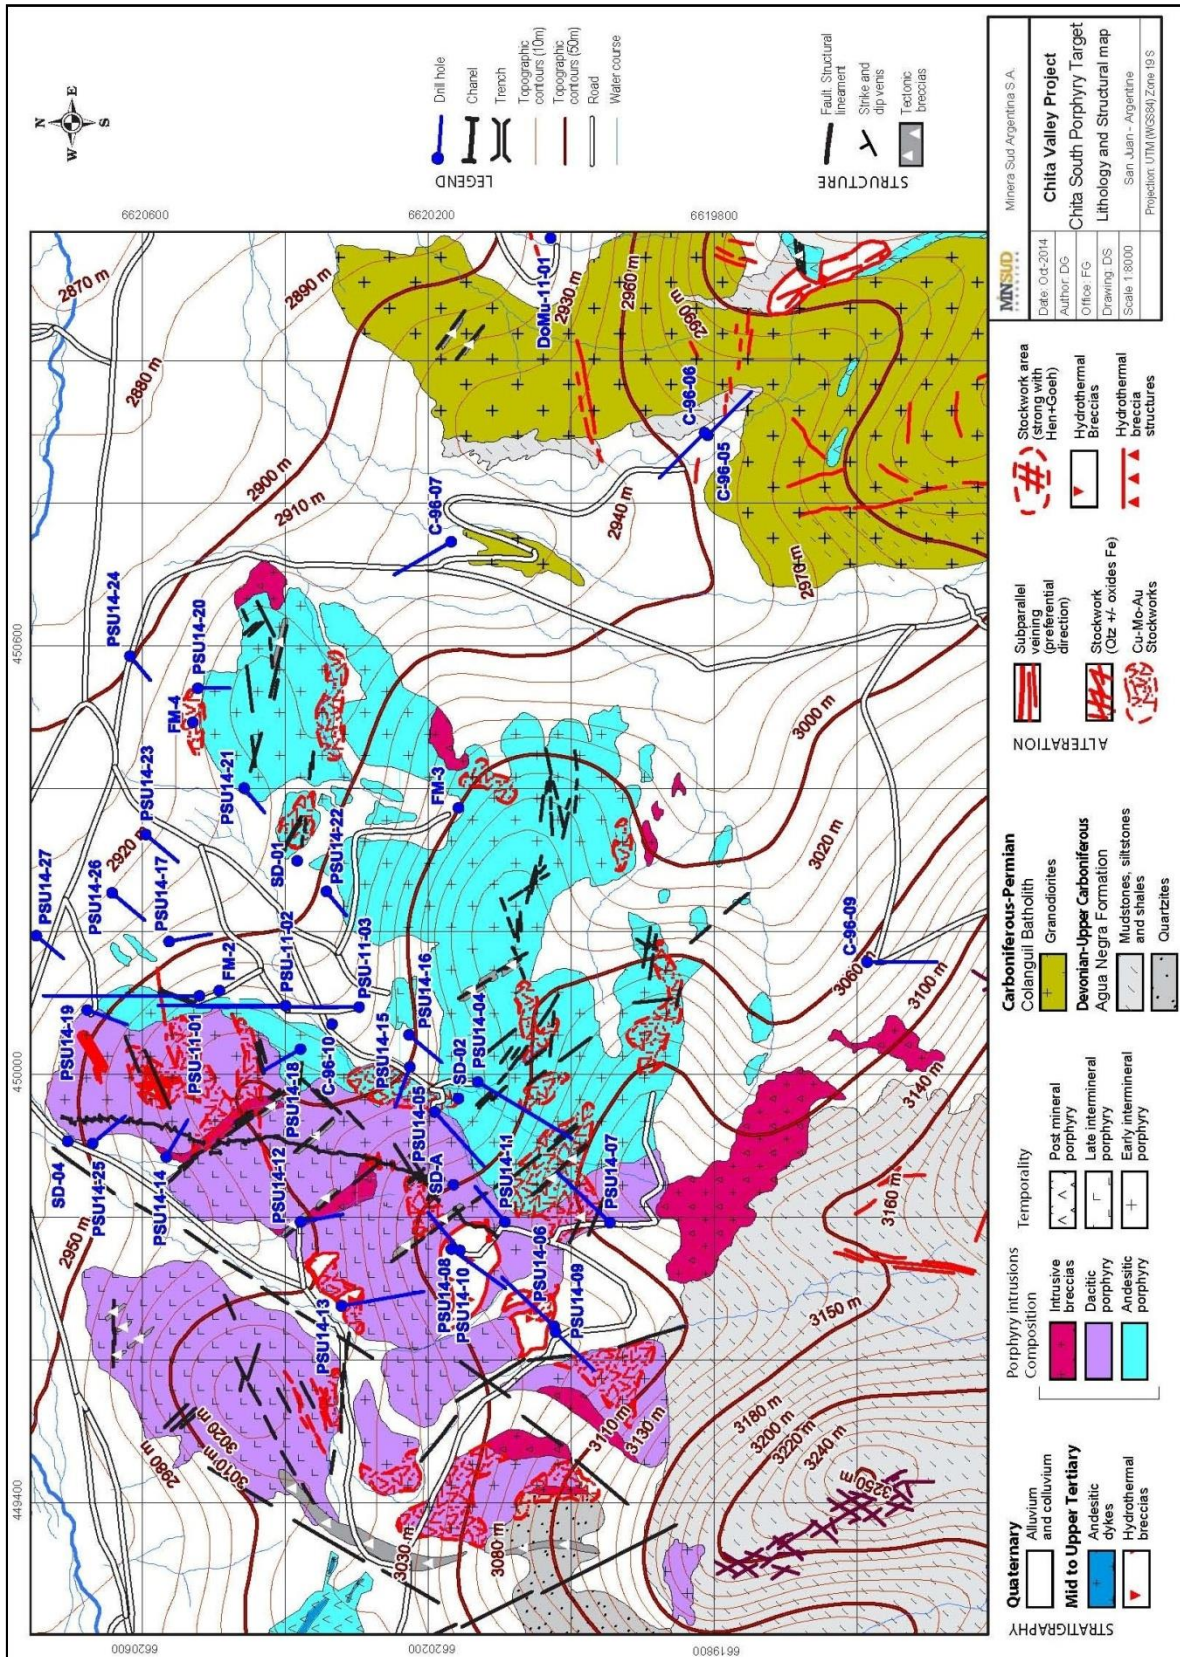 N
W
E
S
LEGEND
Drill hole
Chanel
Trench
Topographic
contours (10m)
Topographic
contours (50m)
Road
Water course
STRUCTURE
Fault. Structural
lineament
Strike and
dip venis
Tectonic
breccias
6620600
6620200
6619800
450600
450000
449400
6620600
6620200
6619800
2870 m
2880 m
2890 m
2900 m
2910 m
2920 m
2930 m
2940 m
2950 m
2960 m
2970 m
2980 m
2990 m
3000 m
3010 m
3020 m
3020 m
3030 m
3060 m
3080 m
3100 m
3110 m
3130 m
3140 m
3150 m
3160 m
3180 m
3200 m
3220 m
3240 m
3250 m
DoMu-11-01
C-96-06
C-96-05
C-96-07
PSU14-24
PSU14-20
FM-4
PSU14-21
PSU14-23
PSU14-22
SD-01
FM-3
PSU14-27
PSU14-26
PSU14-17
FM-2
PSU-11-02
PSU-11-03
PSU14-16
C-96-09
PSU14-19
PSU-11-01
PSU14-18
C-96-10
PSU14-15
PSU14-04
SD-02
PSU14-05
SD-04
PSU14-25
PSU14-14
PSU14-12
SD-A
PSU14-11
PSU14-07
PSU14-13
PSU14-08
PSU14-10
PSU14-06
PSU14-09
STRATIGRAPHY
Quaternary
Alluvium
and colluvium
Mid to Upper Tertiary
Andesitic
dykes
Hydrothermal
breccias
Porphyry intrusions
Composition
Intrusive
breccias
Dacitic
porphyry
Andesitic
porphyry
Temporality
Post mineral
porphyry
Late intermineral
porphyry
Early intermineral
porphyry
Carboniferous-Permian
Colanguil Batholith
Granodiorites
Devonian-Upper Carboniferous
Agua Negra Formation
Mudstones, siltstones
and shales
Quartzites
ALTERATION
Subparallel
veining
(preferential
direction)
Stockwork
(Qtz +/- oxides Fe)
Cu-Mo-Au
Stockworks
Stockwork area
(strong with
Hen+Goeh)
Hydrothermal
Breccias
Hydrothermal
breccia
structures
MINERALIZATION
MNSUD
Minera Sud Argentina S.A.
Date: Oct-2014
Author: DG
Office: FG
Drawing: DS
Scale 1:8000
Chita Valley Project
Chita South Porphyry Target
Lithology and Structural map
San Juan - Argentine
Projection: UTM (WGS84) Zone 19 S